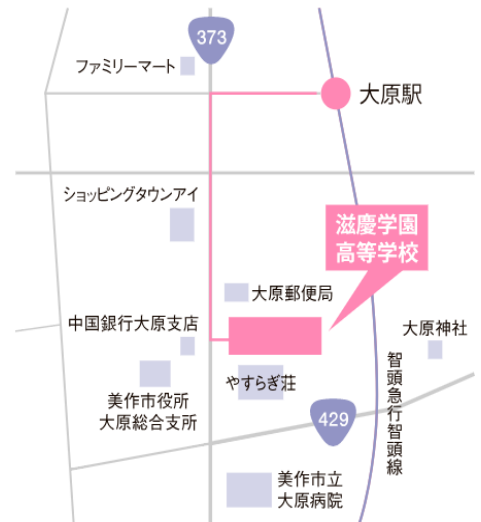 373
ファミリーマート
大原駅
ショッピングタウンアイ
滋慶学園
高等学校
大原郵便局
中国銀行大原支店
大原神社
やすらぎ荘
美作市役所
大原総合支所
智頭急行智頭線
429
美作市立
大原病院